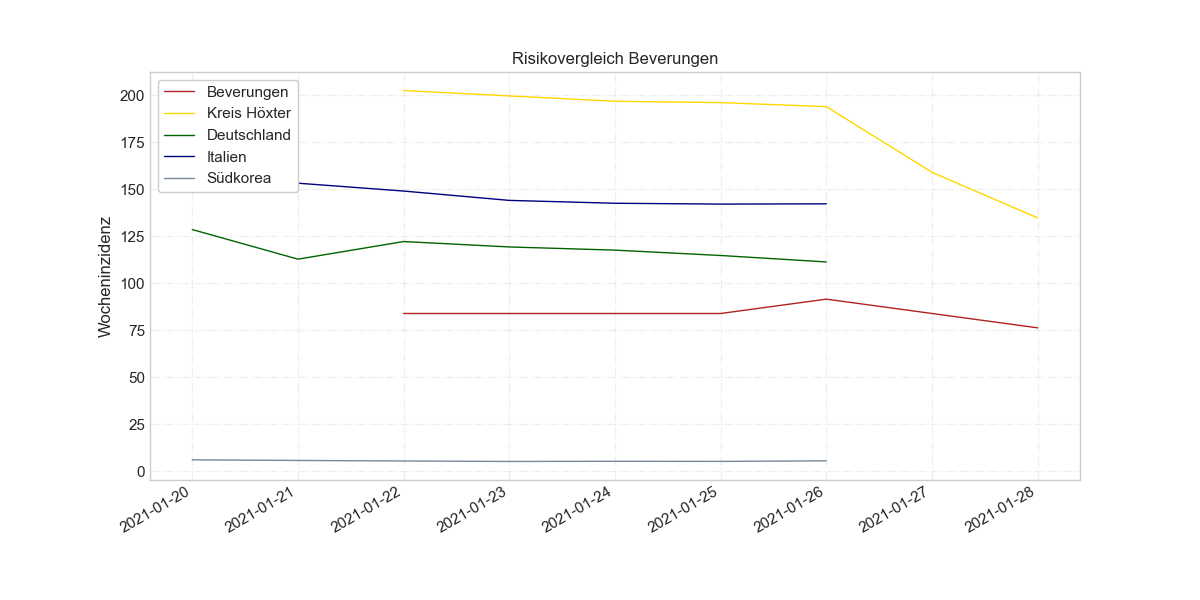 Risikovergleich Beverungen
Beverungen
Kreis Höxter
Deutschland
Italien
Südkorea
Wocheninzidenz
200
175
150
125
100
75
50
25
0
2021-01-20
2021-01-21
2021-01-22
2021-01-23
2021-01-24
2021-01-25
2021-01-26
2021-01-27
2021-01-28